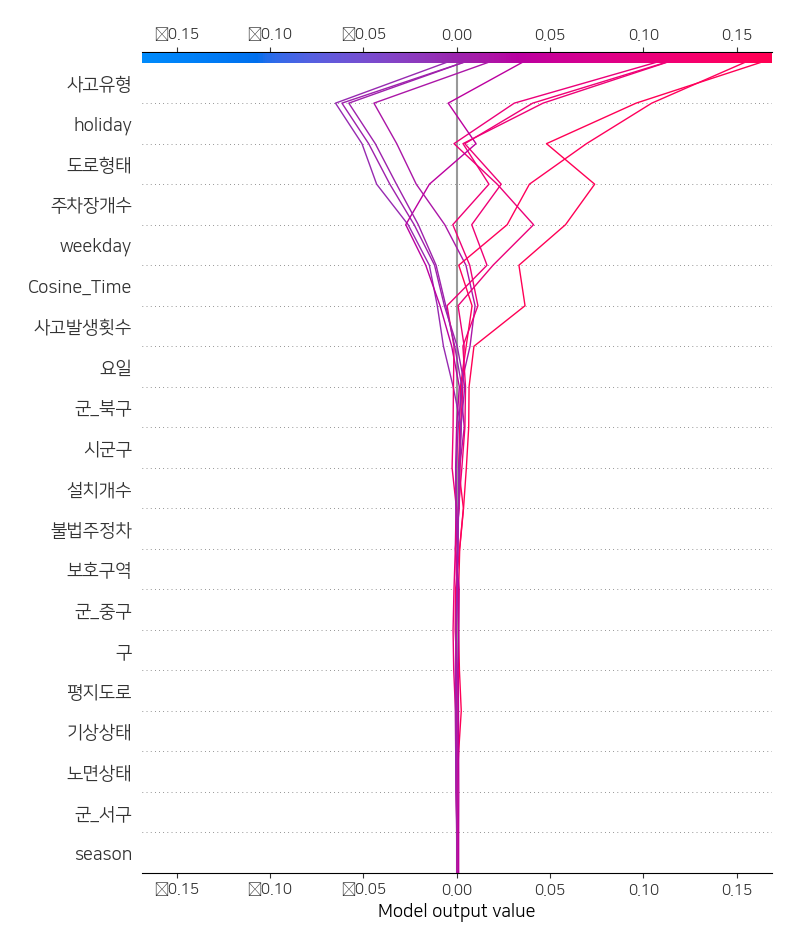 ☒0.15 ☒0.10 ☒0.05 0.00 0.05 0.10 0.15
사고유형
holiday
도로형태
주차장개수
weekday
Cosine_Time
사고발생횟수
요일
군_북구
시군구
설치개수
불법주정차
보호구역
군_중구
구
평지도로
기상상태
노면상태
군_서구
season
☒0.15 ☒0.10 ☒0.05 0.00 0.05 0.10 0.15
Model output value